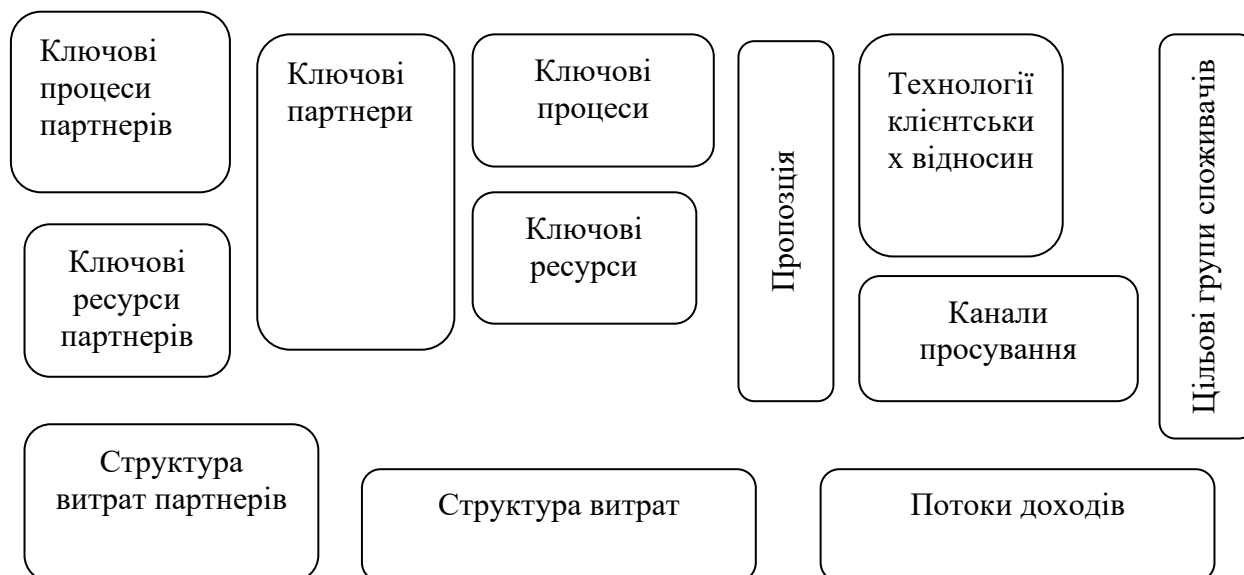 Ключові
процеси
партнерів
Ключові
ресурси
партнерів
Ключові
партнери
Ключові
процеси
Ключові
ресурси
Пропозція
Технології
клієнтськи
х відносин
Канали
просування
Цільові групи споживачів
Структура
витрат партнерів
Структура витрат
Потоки доходів